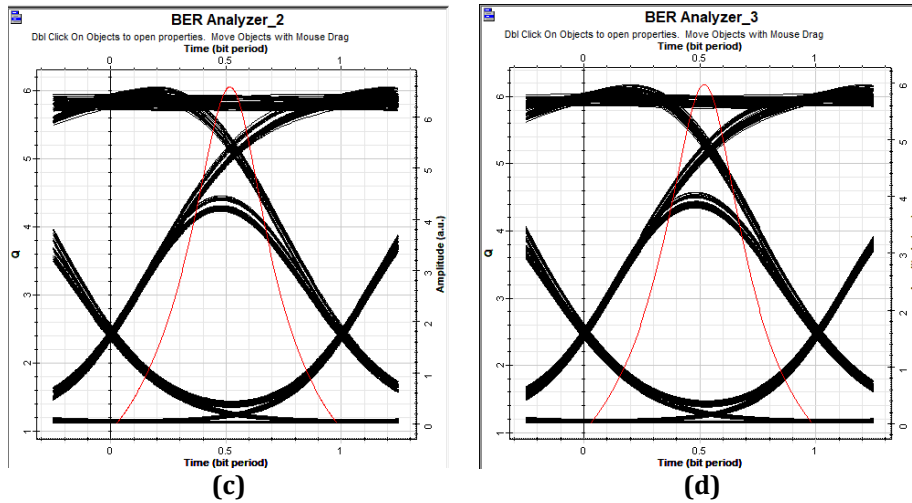 BER Analyzer_2
Dbl Click On Objects to open properties. Move Objects with Mouse Drag
Time (bit period)
0 0.5 1
6
5
4
3
2
1
Q
6
5
4
3
2
1
0
Amplitude (a.u.)
0 0.5 1
Time (bit period)
(c)
BER Analyzer_3
Dbl Click On Objects to open properties. Move Objects with Mouse Drag
Time (bit period)
0 0.5 1
6
5
4
3
2
1
Q
6
5
4
3
2
1
0
0 0.5 1
Time (bit period)
(d)